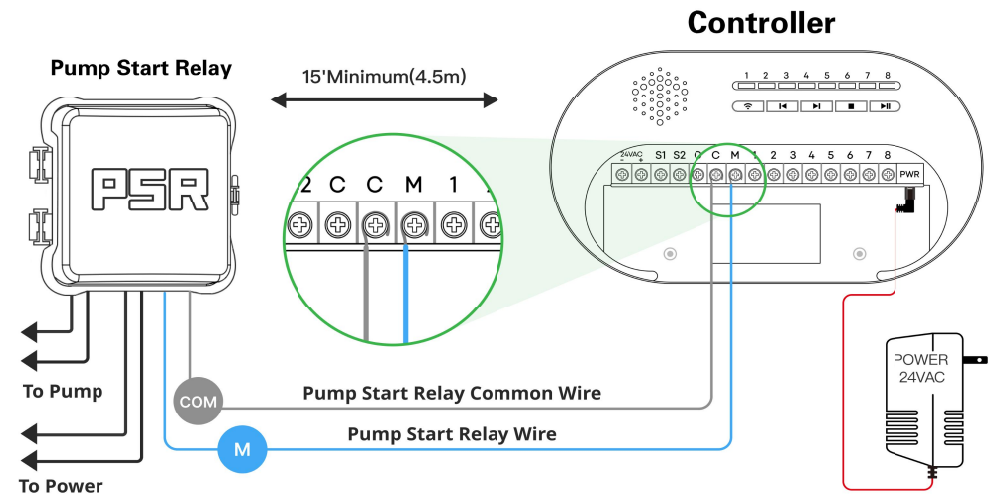 Controller
Pump Start Relay
15'Minimum(4.5m)
1 2 3 4 5 6 7 8
24VAC
- +
S1 S2 C C M 1 2 3 4 5 6 7 8 PWR
PSR
2 C C M 1
POWER
24VAC
To Pump
COM
Pump Start Relay Common Wire
M
Pump Start Relay Wire
To Power